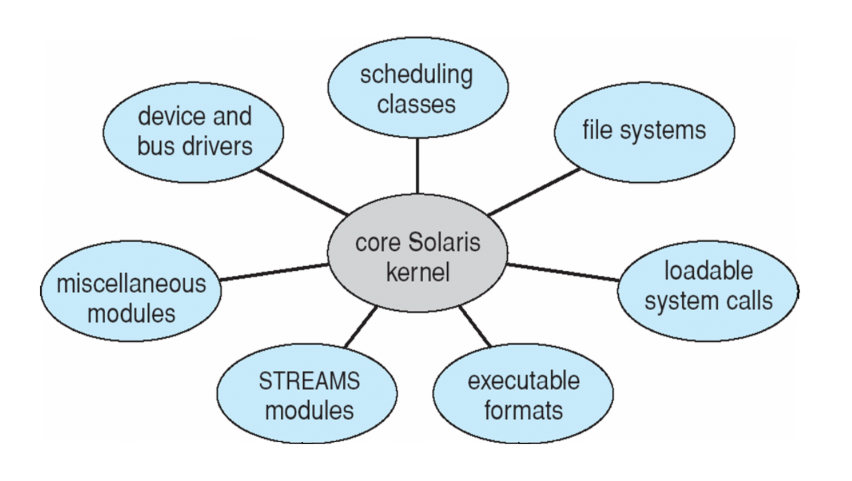 scheduling
classes
device and
bus drivers
file systems
core Solaris
kernel
miscellaneous
modules
loadable
system calls
STREAMS
modules
executable
formats